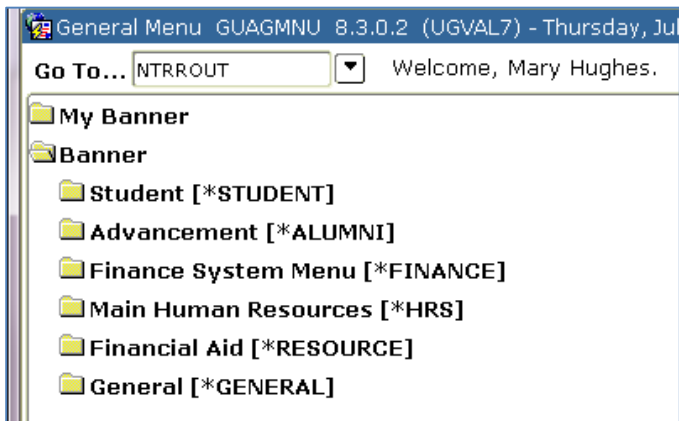 General Menu GUAGMNU 8.3.0.2 (UGVAL7) - Thursday, Jul
Go To... NTRROUT Welcome, Mary Hughes.
My Banner
Banner
Student [*STUDENT]
Advancement [*ALUMNI]
Finance System Menu [*FINANCE]
Main Human Resources [*HRS]
Financial Aid [*RESOURCE]
General [*GENERAL]